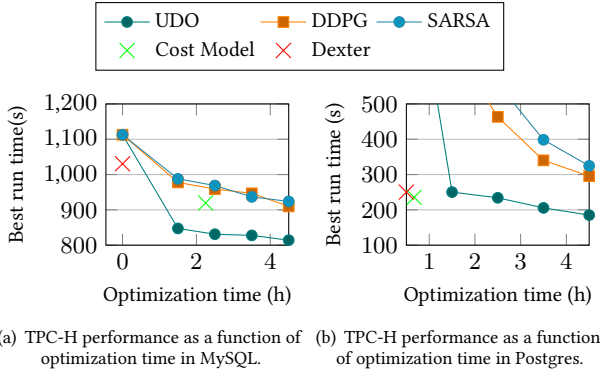 UDO DDPG SARSA
Cost Model Dexter
Best run time(s)
1,200
1,100
1,000
900
800
0 2 4
Optimization time (h)
Best run time (s)
500
400
300
200
100
1 2 3 4
Optimization time (h)
a) TPC-H performance as a function of
optimization time in MySQL.
(b) TPC-H performance as a function
of optimization time in Postgres.